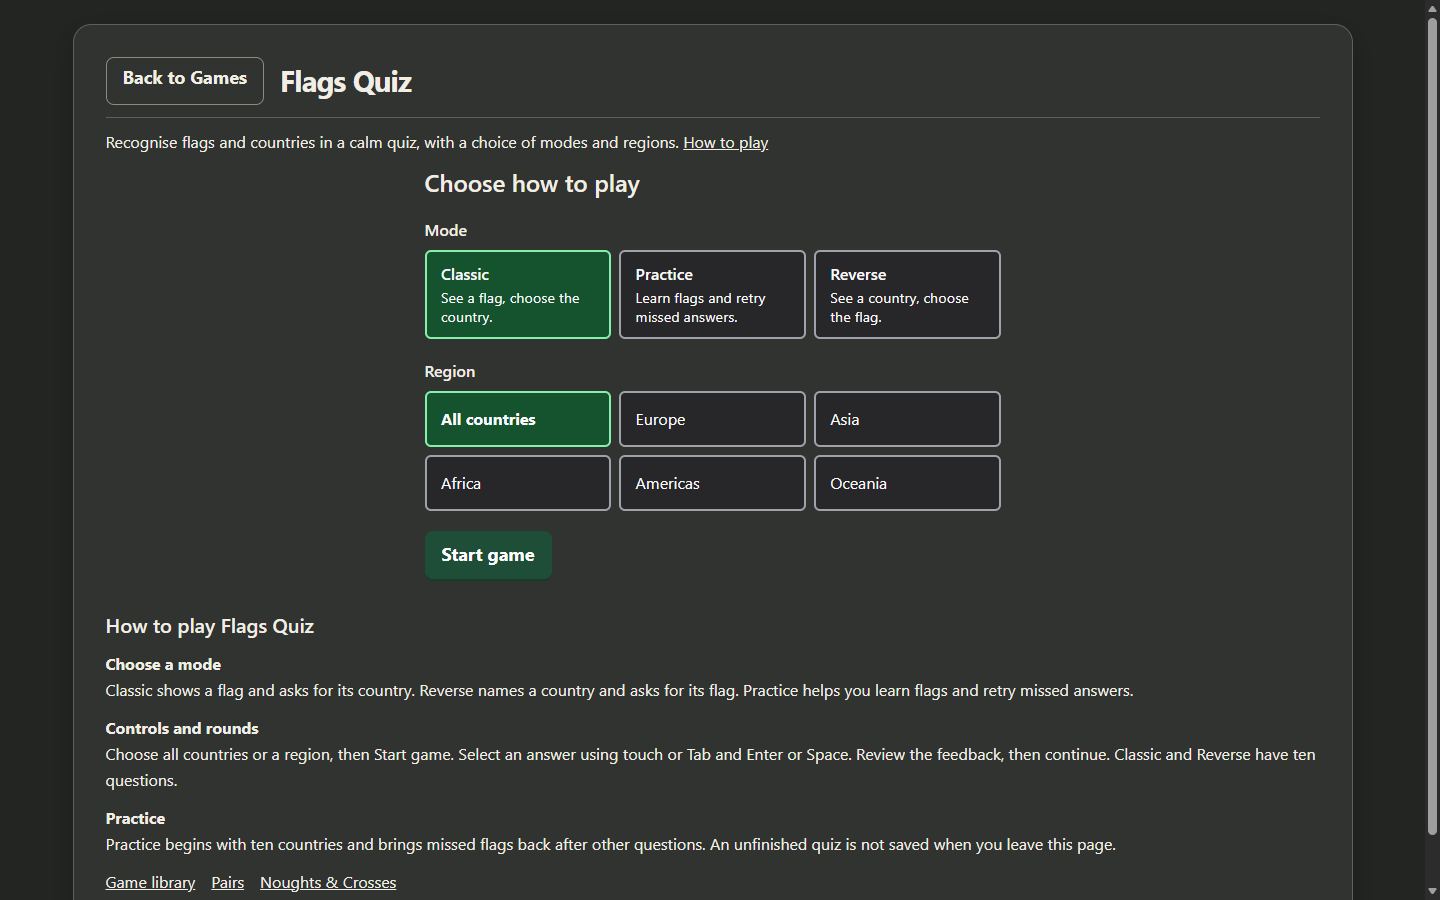 Back to Games
Flags Quiz
Recognise flags and countries in a calm quiz, with a choice of modes and regions. How to play
Choose how to play
Mode
Classic
See a flag, choose the
country.
Practice
Learn flags and retry
missed answers.
Reverse
See a country, choose
the flag.
Region
All countries
Europe
Asia
Africa
Americas
Oceania
Start game
How to play Flags Quiz
Choose a mode
Classic shows a flag and asks for its country. Reverse names a country and asks for its flag. Practice helps you learn flags and retry missed answers.
Controls and rounds
Choose all countries or a region, then Start game. Select an answer using touch or Tab and Enter or Space. Review the feedback, then continue. Classic and Reverse have ten
questions.
Practice
Practice begins with ten countries and brings missed flags back after other questions. An unfinished quiz is not saved when you leave this page.
Game library Pairs Noughts & Crosses